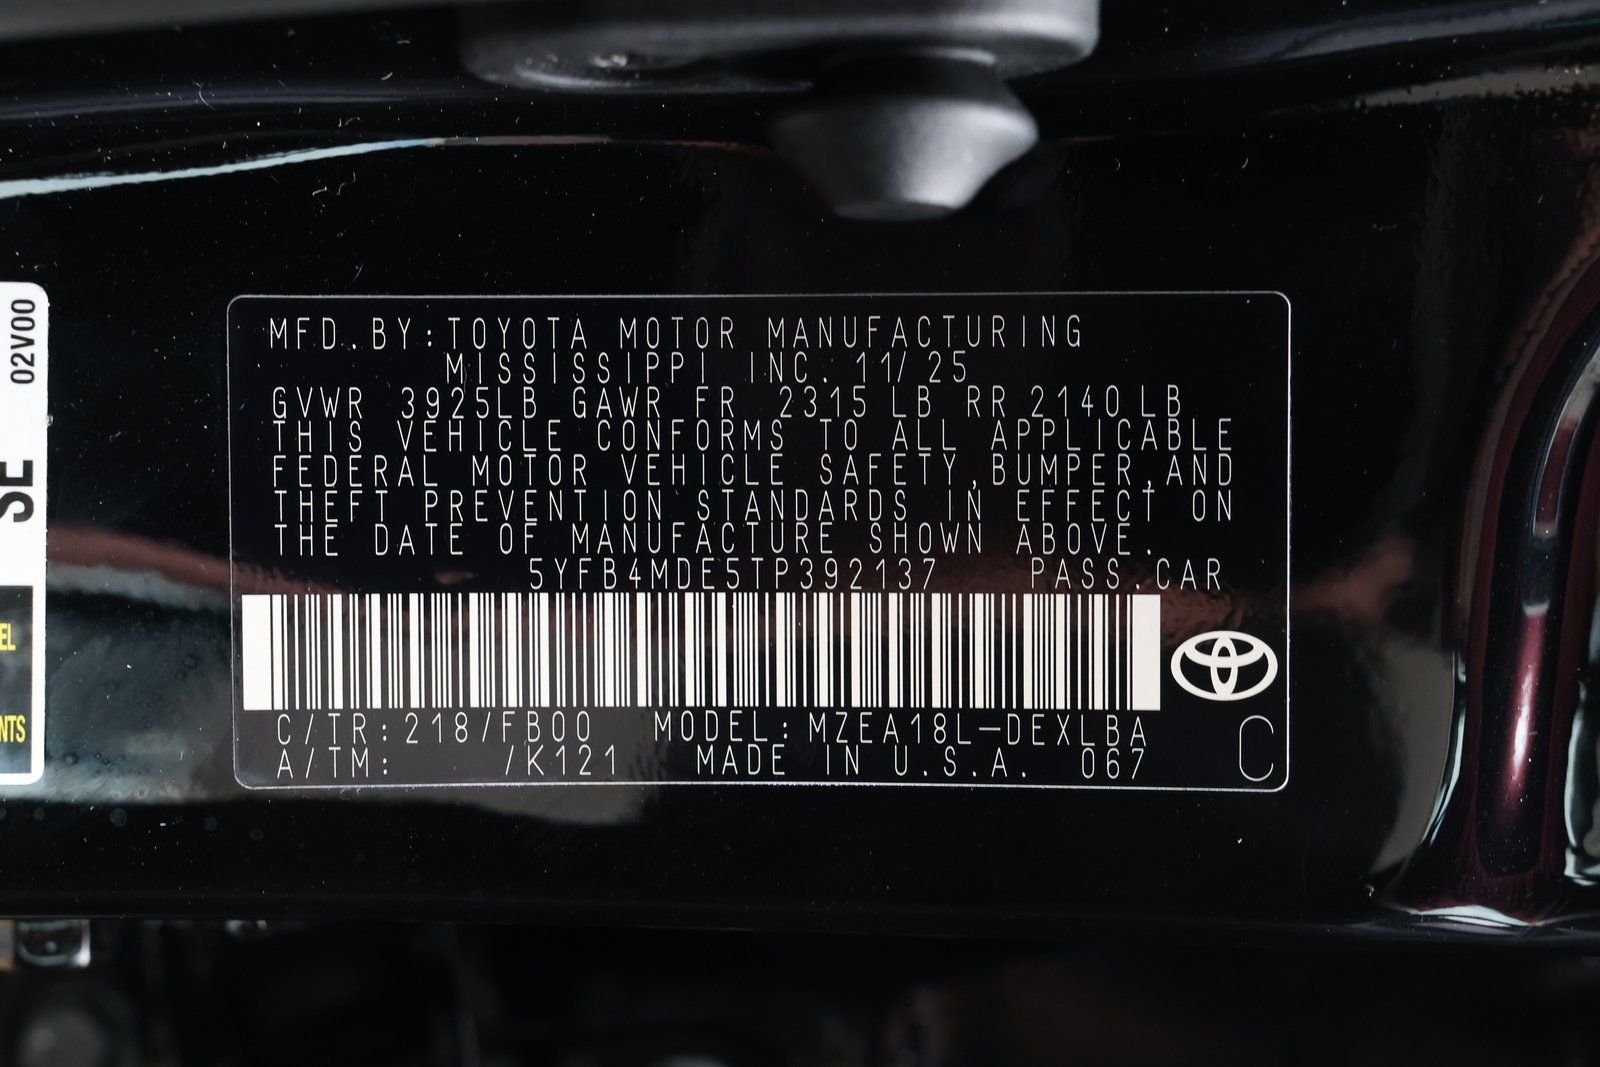 02V00
SE
EL
NTS
MFD.BY:TOYOTA MOTOR MANUFACTURING
MISSISSIPPI INC. 11/25
GVWR 3925LB GAWR FR 2315 LB RR 2140 LB
THIS VEHICLE CONFORMS TO ALL APPLICABLE
FEDERAL MOTOR VEHICLE SAFETY,BUMPER,AND
THEFT PREVENTION STANDARDS IN EFFECT ON
THE DATE OF MANUFACTURE SHOWN ABOVE.
5YFB4MDE5TP392137 PASS.CAR
C/TR:218/FB00 MODEL:MZEA18L-DEXLBA
A/TM: /K121 MADE IN U.S.A. 067
C